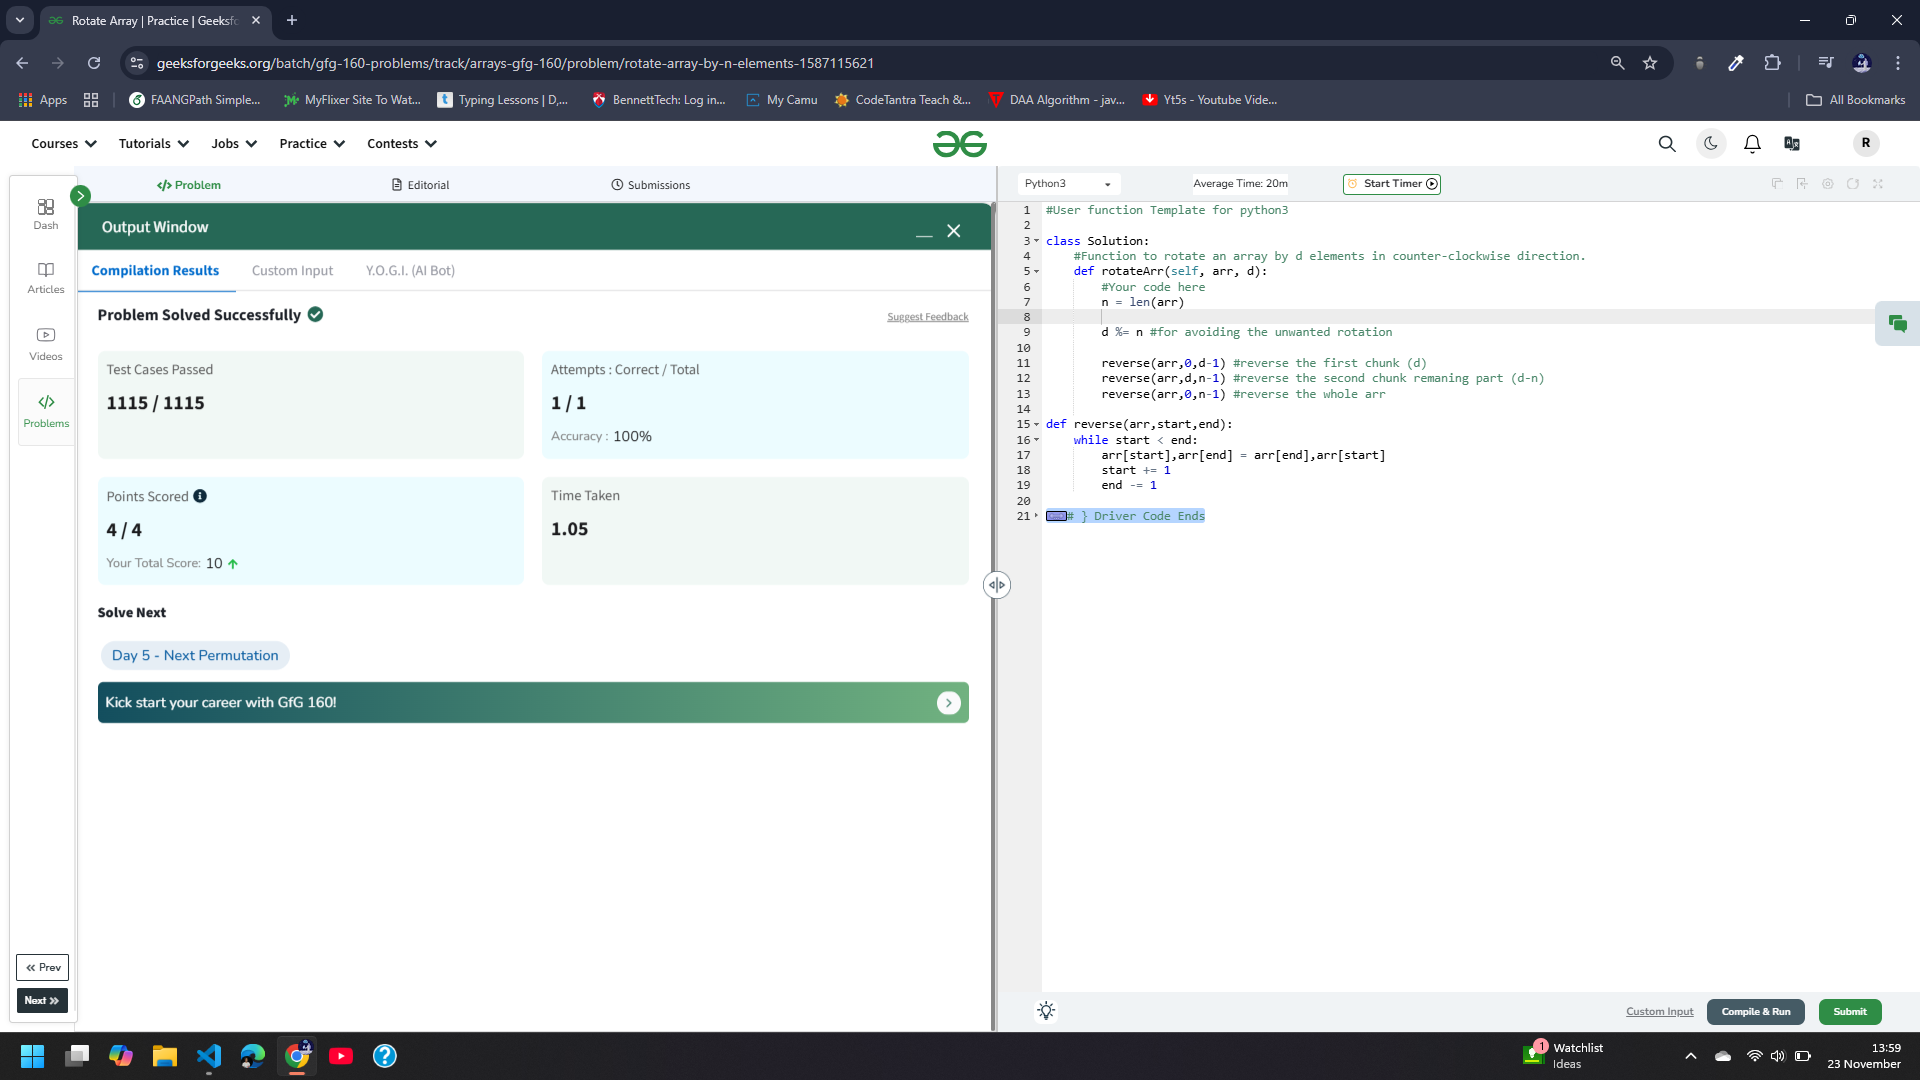 Rotate Array | Practice | Geeksfo
geeksforgeeks.org/batch/gfg-160-problems/track/arrays-gfg-160/problem/rotate-array-by-n-elements-1587115621
Apps
FAANGPath Simple...
MyFlixer Site To Wat...
Typing Lessons | D,...
BennettTech: Log in...
My Camu
CodeTantra Teach &...
DAA Algorithm - jav...
Yt5s - Youtube Vide...
All Bookmarks
Courses
Tutorials
Jobs
Practice
Contests
R
Dash
Articles
Videos
Problems
Prev
Next
Problem
Editorial
Submissions
Output Window
Compilation Results
Custom Input
Y.O.G.I. (AI Bot)
Problem Solved Successfully
Suggest Feedback
Test Cases Passed
1115 / 1115
Attempts : Correct / Total
1 / 1
Accuracy : 100%
Points Scored
4 / 4
Your Total Score: 10
Time Taken
1.05
Solve Next
Day 5 - Next Permutation
Kick start your career with GfG 160!
Python3
Average Time: 20m
Start Timer
1 #User function Template for python3
2
3 class Solution:
4 #Function to rotate an array by d elements in counter-clockwise direction.
5 def rotateArr(self, arr, d):
6 #Your code here
7 n = len(arr)
8
9 d %= n #for avoiding the unwanted rotation
10
11 reverse(arr,0,d-1) #reverse the first chunk (d)
12 reverse(arr,d,n-1) #reverse the second chunk remaning part (d-n)
13 reverse(arr,0,n-1) #reverse the whole arr
14
15 def reverse(arr,start,end):
16 while start < end:
17 arr[start],arr[end] = arr[end],arr[start]
18 start += 1
19 end -= 1
20
21 # } Driver Code Ends
Custom Input
Compile & Run
Submit
1
Watchlist
Ideas
13:59
23 November